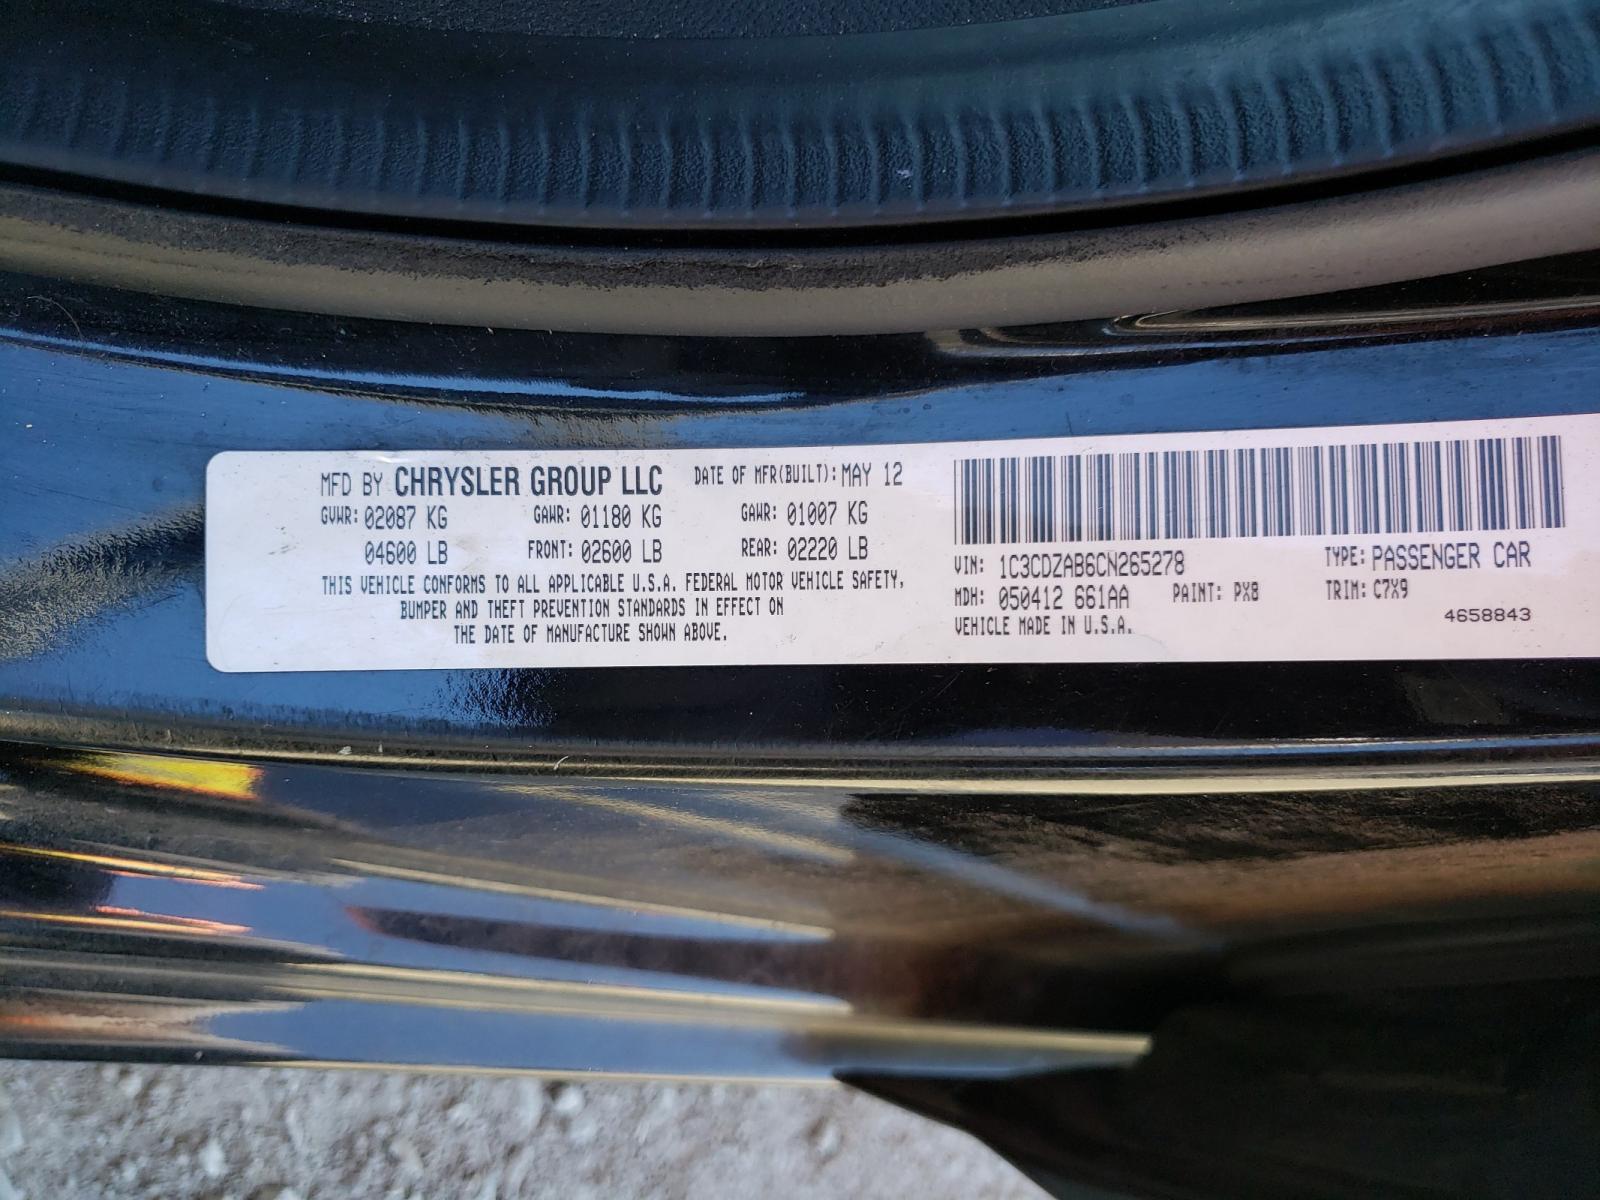 MFD BY CHRYSLER GROUP LLC DATE OF MFR(BUILT): MAY 12
GVWR: 02087 KG GAWR: 01180 KG GAWR: 01007 KG
04600 LB FRONT: 02600 LB REAR: 02220 LB
THIS VEHICLE CONFORMS TO ALL APPLICABLE U.S.A. FEDERAL MOTOR VEHICLE SAFETY,
BUMPER AND THEFT PREVENTION STANDARDS IN EFFECT ON
THE DATE OF MANUFACTURE SHOWN ABOVE.
VIN: 1C3CDZAB6CN265278 TYPE: PASSENGER CAR
MDH: 050412 661AA PAINT: PX8 TRIM: C7X9
VEHICLE MADE IN U.S.A. 4658843